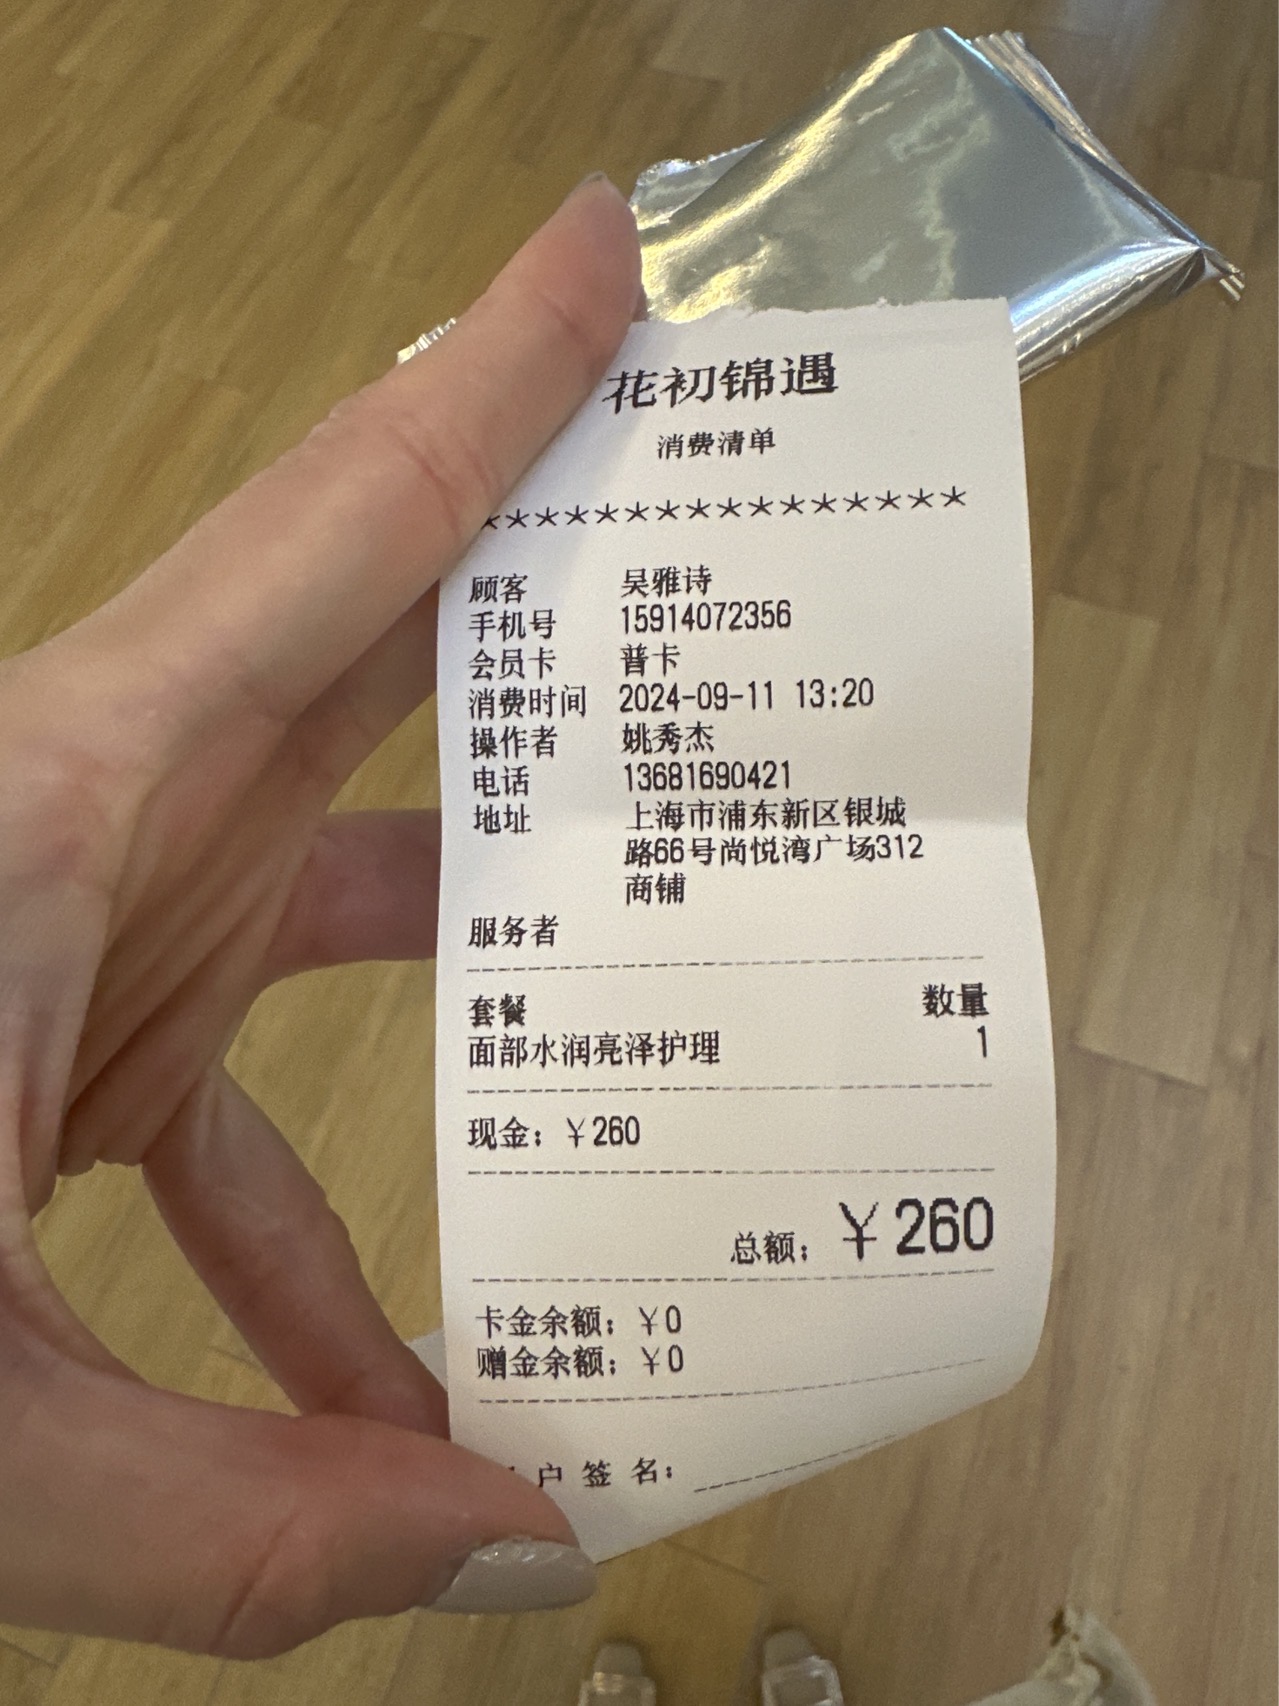 花初锦遇
消费清单
****************
顾客 吴雅诗
手机号 15914072356
会员卡 普卡
消费时间 2024-09-11 13:20
操作者 姚秀杰
电话 13681690421
地址 上海市浦东新区银城
路66号尚悦湾广场312
商铺
服务者
套餐 数量
面部水润亮泽护理 1
现金：￥260
总额：￥260
卡金余额：￥0
赠金余额：￥0
户 签 名：